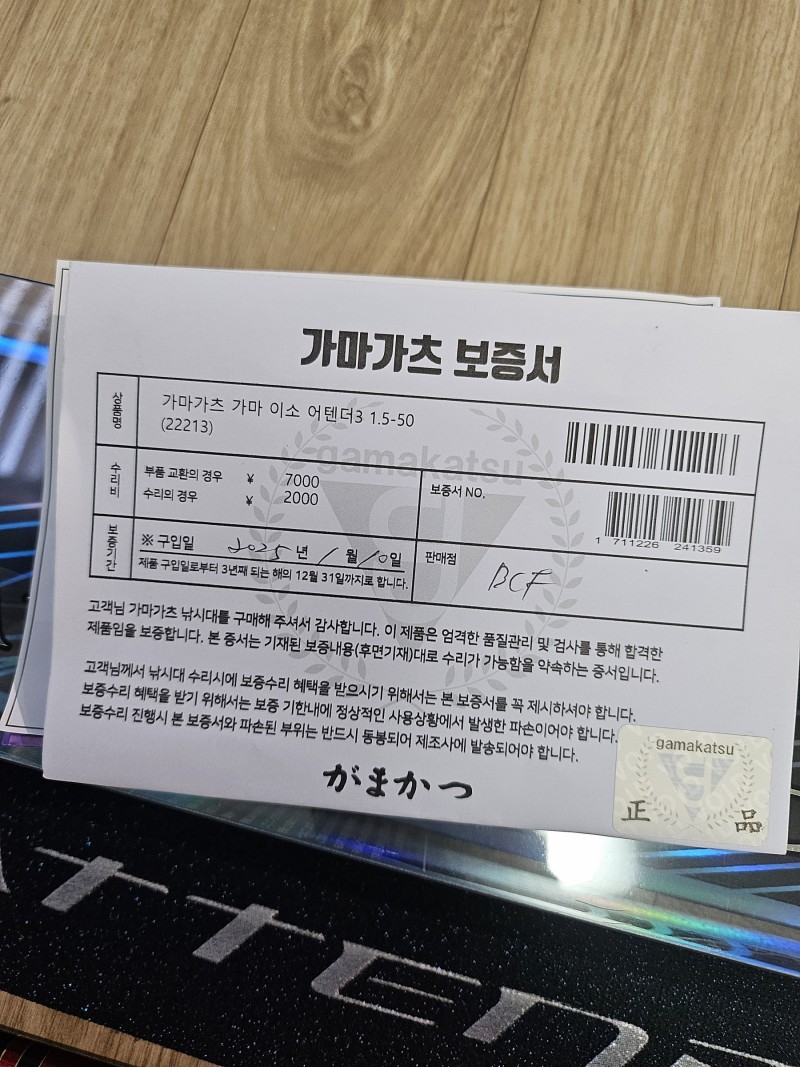 가마가츠 보증서
상품명
가마가츠 가마 이소 어텐더3 1.5-50
(22213)
수리비
부품 교환의 경우 ¥ 7000
수리의 경우 ¥ 2000
보증서 NO.
1 711226 241359
보증기간
※ 구입일 2025 년 1 월 10 일
제품 구입일로부터 3년째 되는 해의 12월 31일까지로 합니다.
판매점
BCF
gamakatsu
고객님 가마가츠 낚시대를 구매해 주셔서 감사합니다. 이 제품은 엄격한 품질관리 및 검사를 통해 합격한
제품임을 보증합니다. 본 증서는 기재된 보증내용(후면기재)대로 수리가 가능함을 약속하는 증서입니다.
고객님께서 낚시대 수리시에 보증수리 혜택을 받으시기 위해서는 본 보증서를 꼭 제시하셔야 합니다.
보증수리 혜택을 받기 위해서는 보증 기한내에 정상적인 사용상황에서 발생한 파손이어야 합니다.
보증수리 진행시 본 보증서와 파손된 부위는 반드시 동봉되어 제조사에 발송되어야 합니다.
がまかつ
gamakatsu
正 品
ATTEND